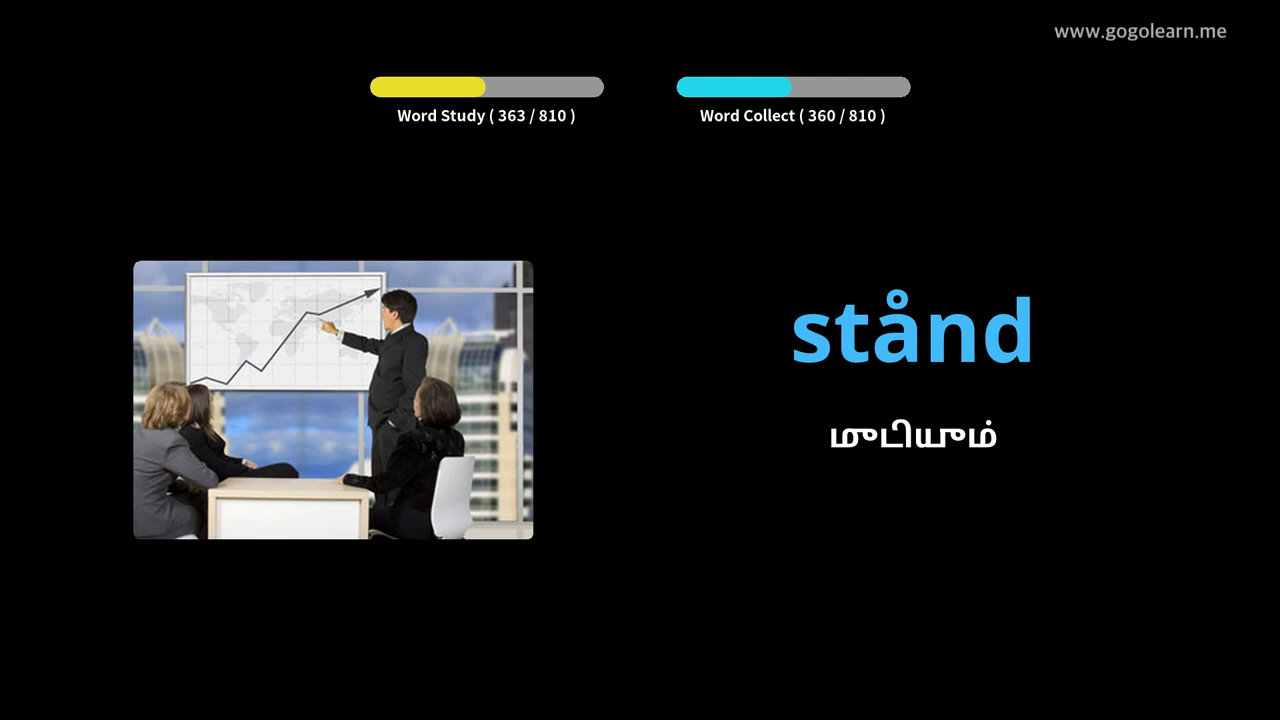 www.gogolearn.me
Word Study ( 363 / 810 )
Word Collect ( 360 / 810 )
stånd
முடியும்